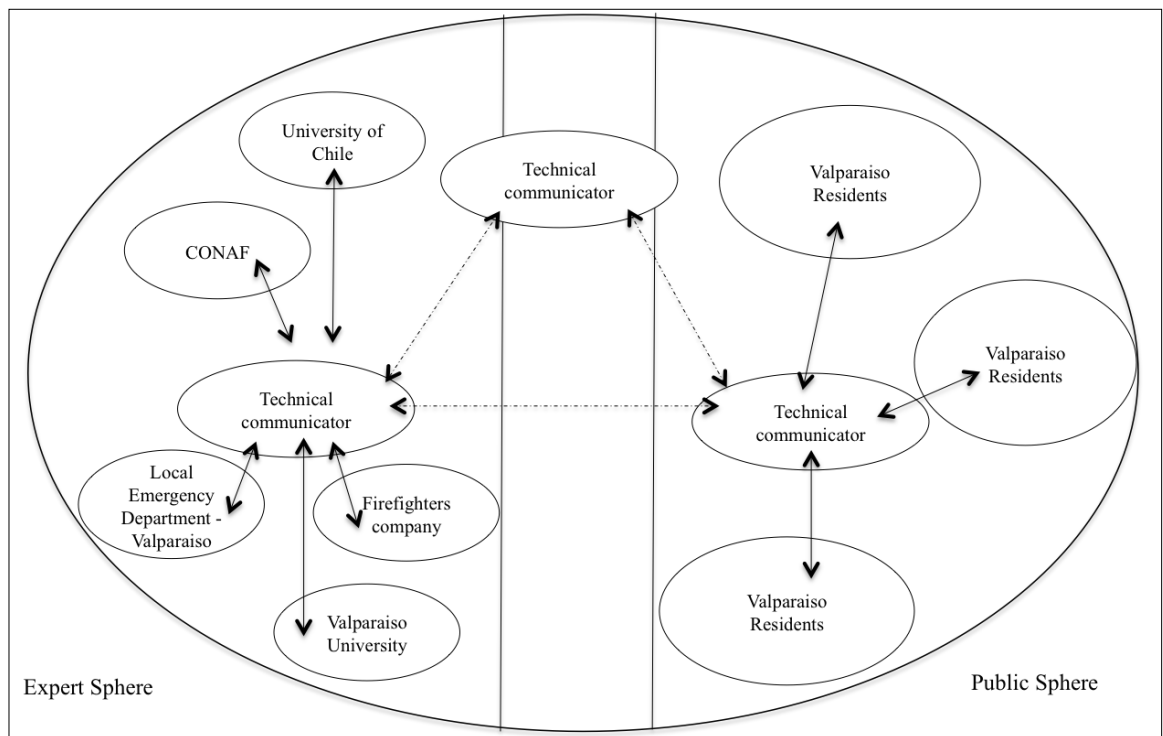 University of
Chile
Technical
communicator
Valparaiso
Residents
CONAF
Valparaiso
Residents
Technical
communicator
Technical
communicator
Local
Emergency
Department -
Valparaiso
Firefighters
company
Valparaiso
Residents
Valparaiso
University
Expert Sphere
Public Sphere